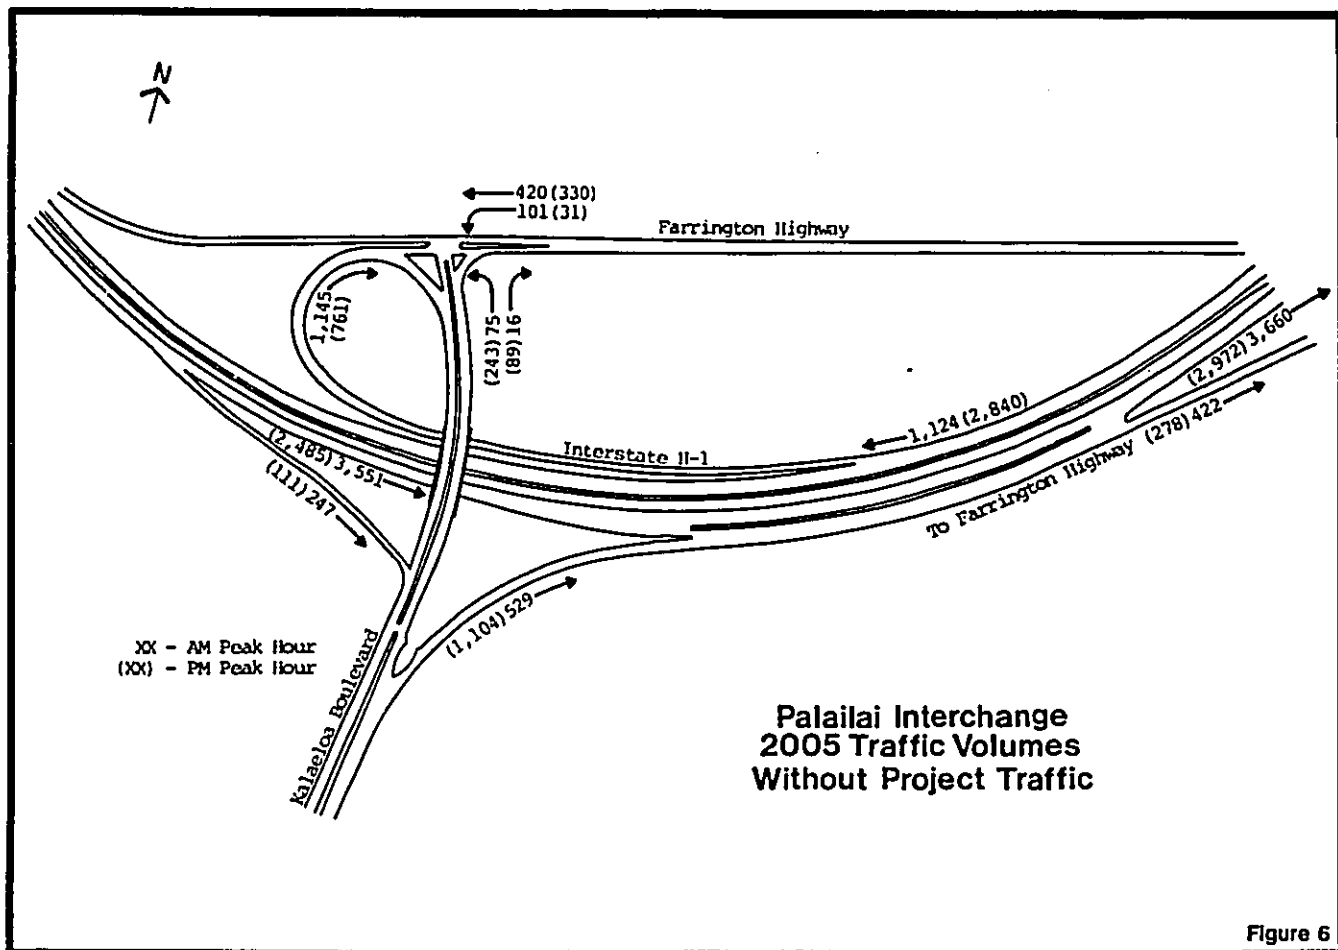 N
420(330)
101(31)
Farrington Highway
1,145
(761)
(243)75
(89)16
(2,972)3,660
1,124(2,840)
Interstate H-1
(2,485)3,551
(111)247
(278)422
To Farrington Highway
(1,104)529
XX - AM Peak Hour
(XX) - PM Peak Hour
Kalaeloa Boulevard
Palailai Interchange
2005 Traffic Volumes
Without Project Traffic
Figure 6